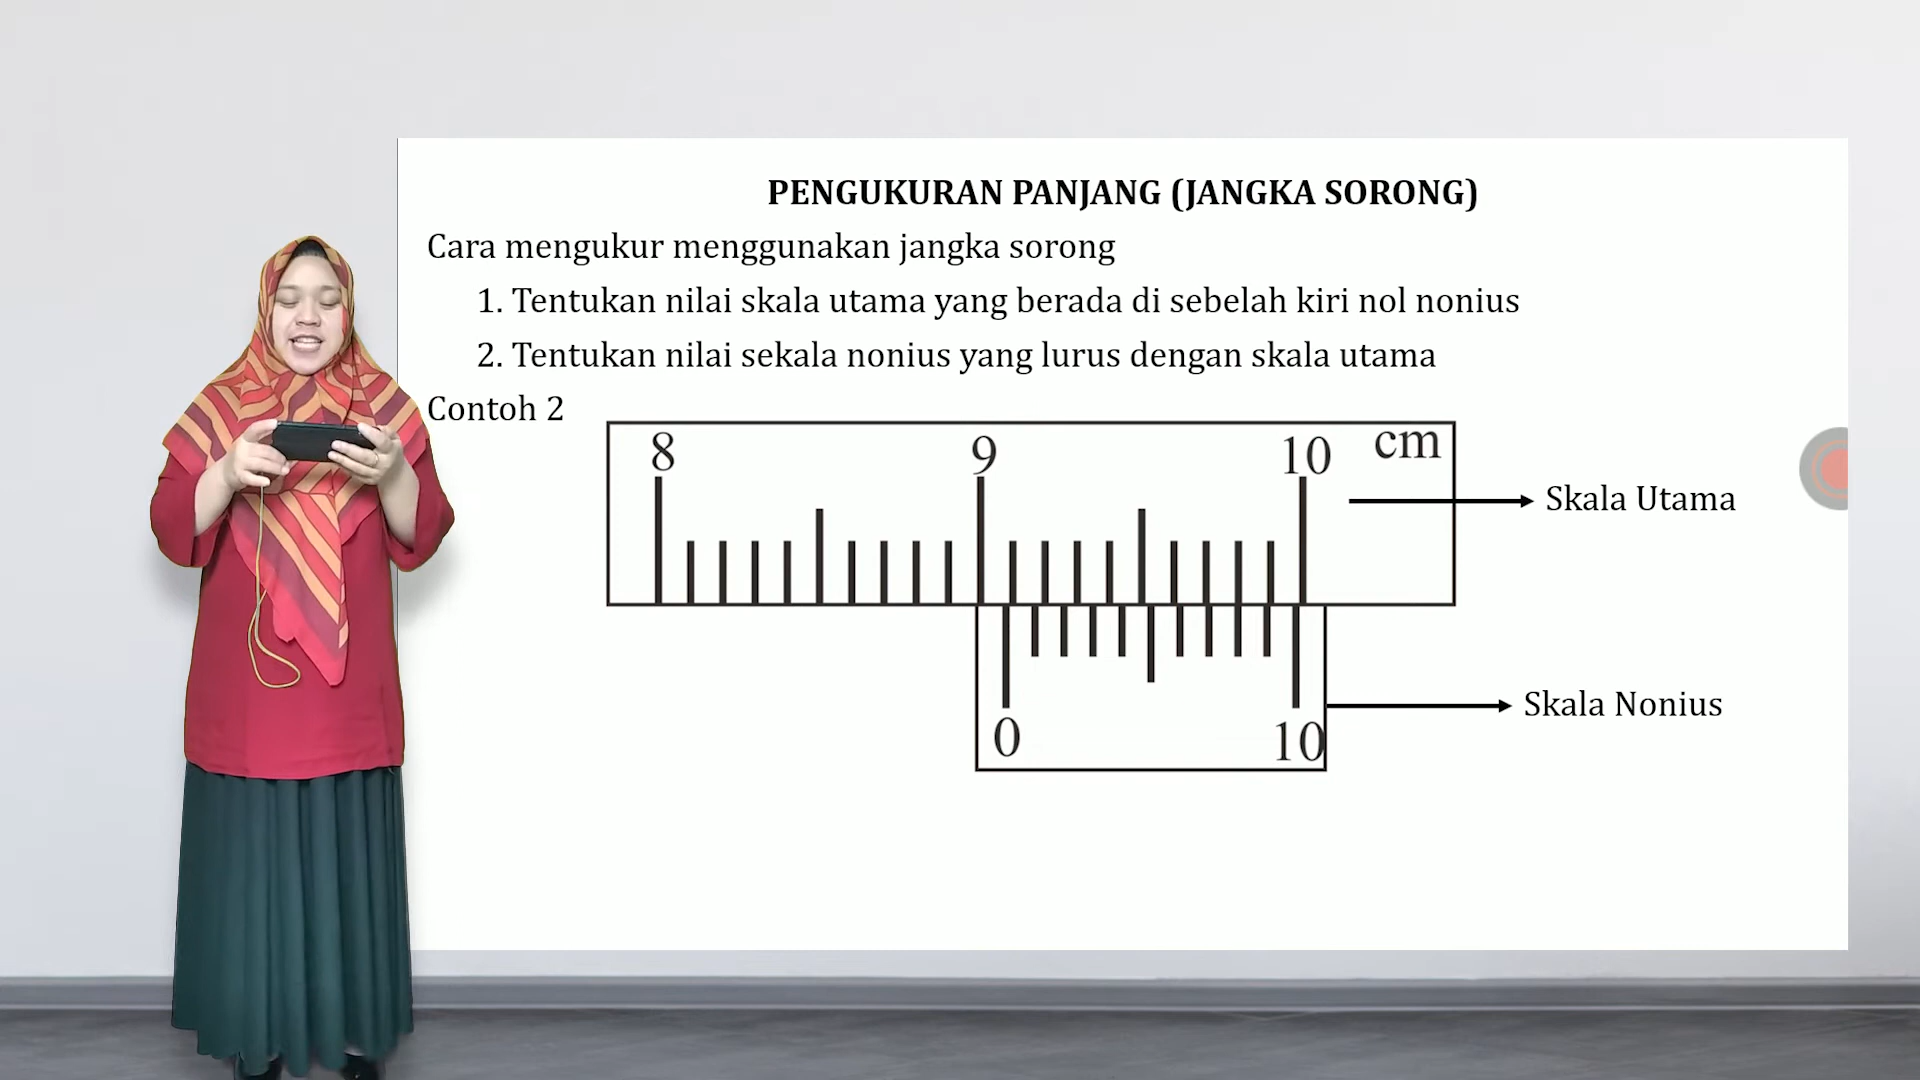 PENGUKURAN PANJANG (JANGKA SORONG)
Cara mengukur menggunakan jangka sorong
1. Tentukan nilai skala utama yang berada di sebelah kiri nol nonius
2. Tentukan nilai sekala nonius yang lurus dengan skala utama
Contoh 2
8 9 10 cm
Skala Utama
Skala Nonius
0 10